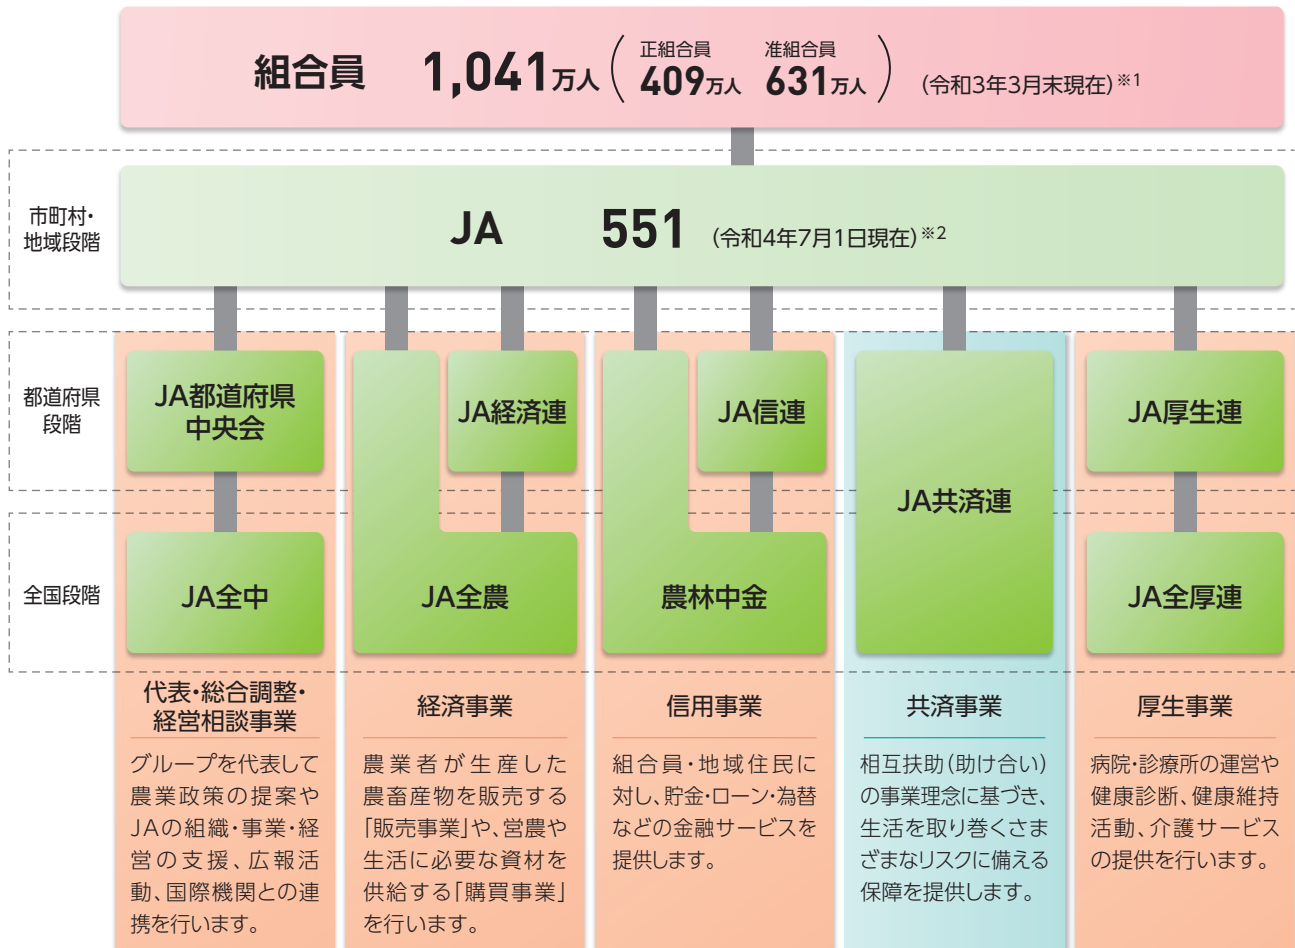 組合員 1,041万人（正組合員 409万人 准組合員 631万人）（令和3年3月末現在）※1
市町村・
地域段階
JA 551（令和4年7月1日現在）※2
都道府県
段階
JA都道府県
中央会
JA経済連
JA信連
JA共済連
JA厚生連
全国段階
JA全中
JA全農
農林中金
JA全厚連
代表・総合調整・
経営相談事業
グループを代表して
農業政策の提案や
JAの組織・事業・経
営の支援、広報活
動、国際機関との連
携を行います。
経済事業
農業者が生産した
農畜産物を販売する
「販売事業」や、営農や
生活に必要な資材を
供給する「購買事業」
を行います。
信用事業
組合員・地域住民に
対し、貯金・ローン・為替
などの金融サービスを
提供します。
共済事業
相互扶助（助け合い）
の事業理念に基づき、
生活を取り巻くさま
ざまなリスクに備える
保障を提供します。
厚生事業
病院・診療所の運営や
健康診断、健康維持
活動、介護サービス
の提供を行います。